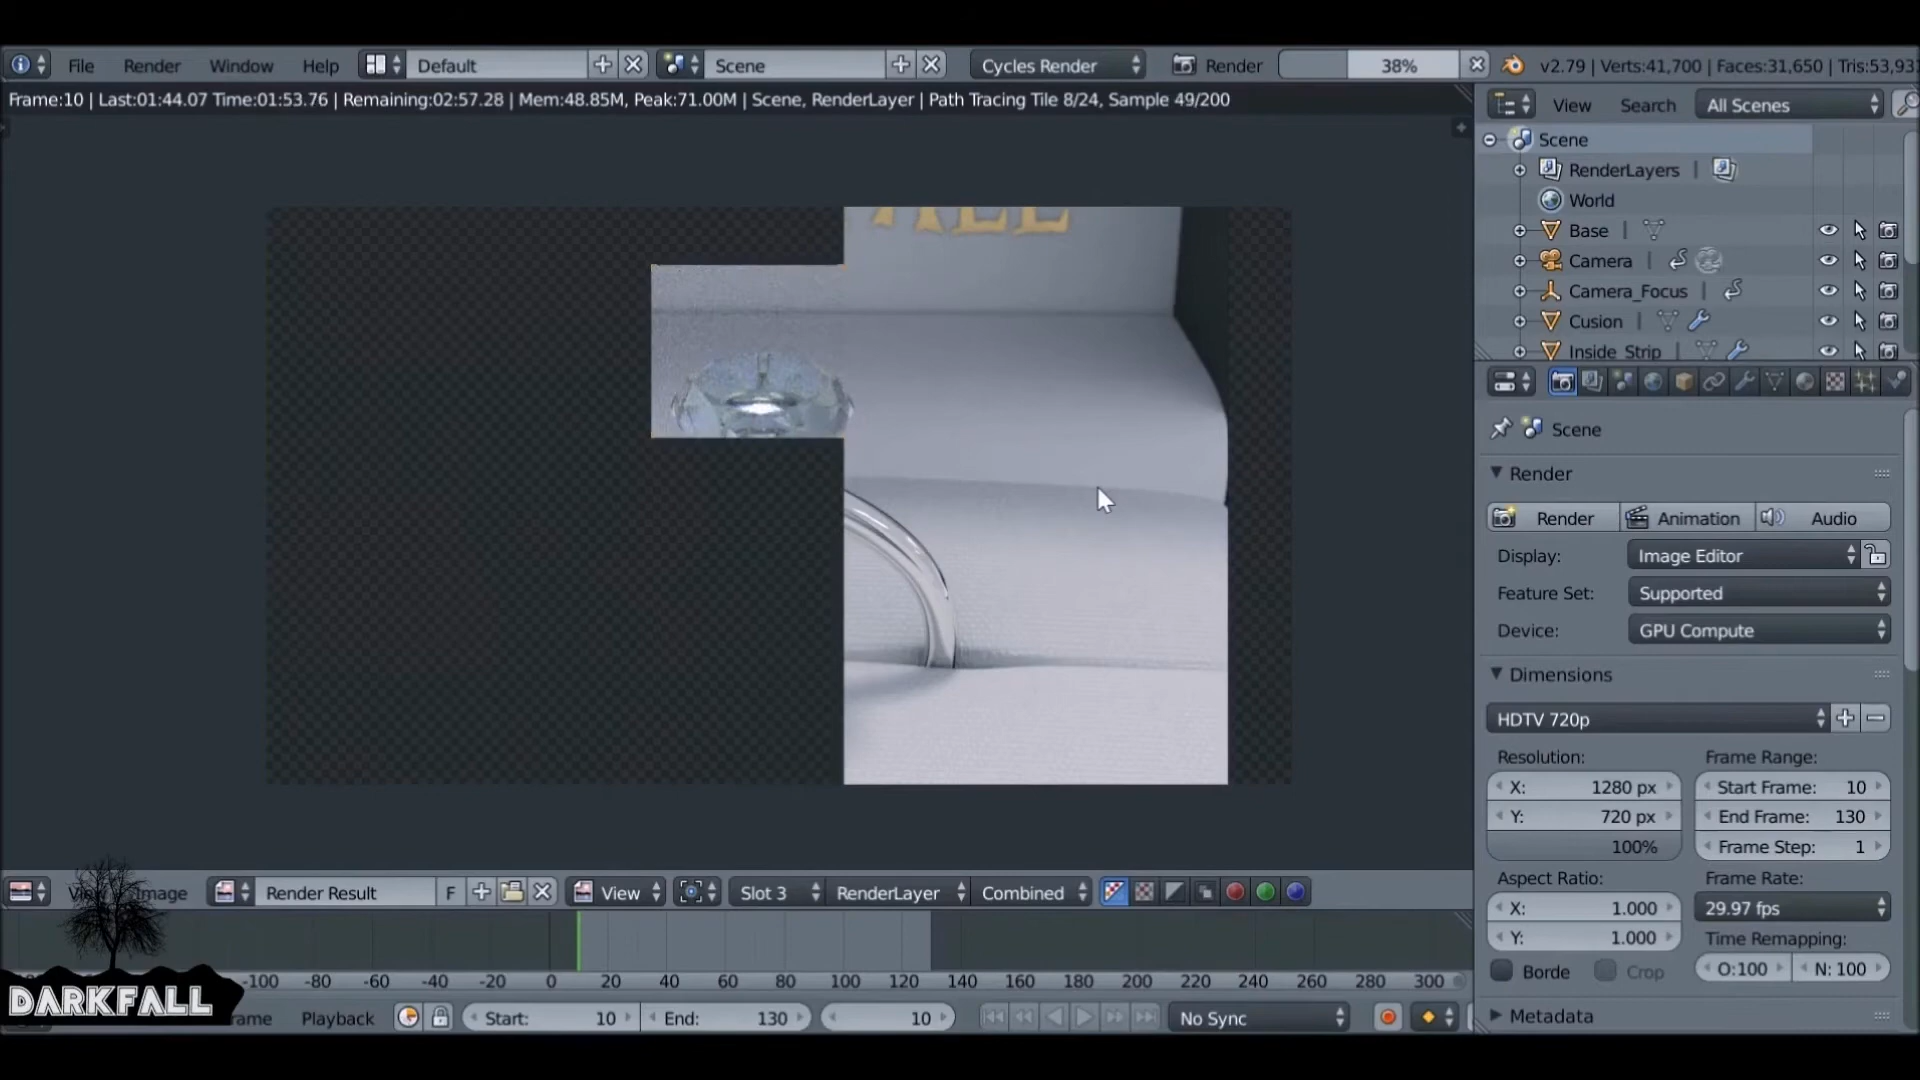 File Render Window Help Default Scene Cycles Render Render 38% v2.79 | Verts:41,700 | Faces:31,650 | Tris:53,93
Frame:10 | Last:01:44.07 Time:01:53.76 | Remaining:02:57.28 | Mem:48.85M, Peak:71.00M | Scene, RenderLayer | Path Tracing Tile 8/24, Sample 49/200
View Search All Scenes
Scene
RenderLayers
World
Base
Camera
Camera_Focus
Cusion
Inside_Strip
ALL
Scene
Render
Render Animation Audio
Display: Image Editor
Feature Set: Supported
Device: GPU Compute
Dimensions
HDTV 720p
Resolution: Frame Range:
X: 1280 px Start Frame: 10
Y: 720 px End Frame: 130
100% Frame Step: 1
Aspect Ratio: Frame Rate:
X: 1.000 29.97 fps
Y: 1.000 Time Remapping:
Borde Crop O:100 N: 100
Metadata
View Image Render Result F View Slot 3 RenderLayer Combined
-100 -80 -60 -40 -20 0 20 40 60 80 100 120 140 160 180 200 220 240 260 280 300
DARKFALL
Frame Playback Start: 10 End: 130 10 No Sync